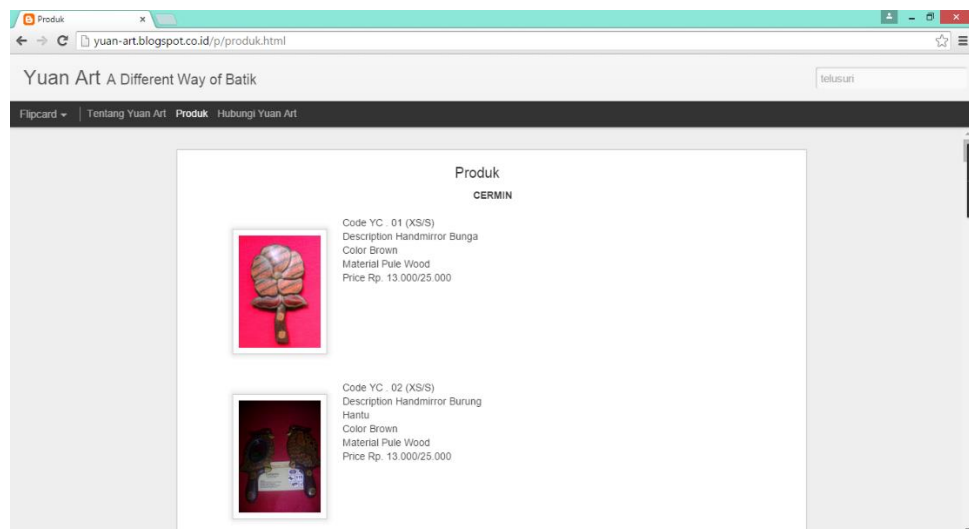 Produk
yuan-art.blogspot.co.id/p/produk.html
Yuan Art A Different Way of Batik
telusuri
Flipcard Tentang Yuan Art Produk Hubungi Yuan Art
Produk
CERMIN
Code YC . 01 (XS/S)
Description Handmirror Bunga
Color Brown
Material Pule Wood
Price Rp. 13.000/25.000
Code YC . 02 (XS/S)
Description Handmirror Burung
Hantu
Color Brown
Material Pule Wood
Price Rp. 13.000/25.000